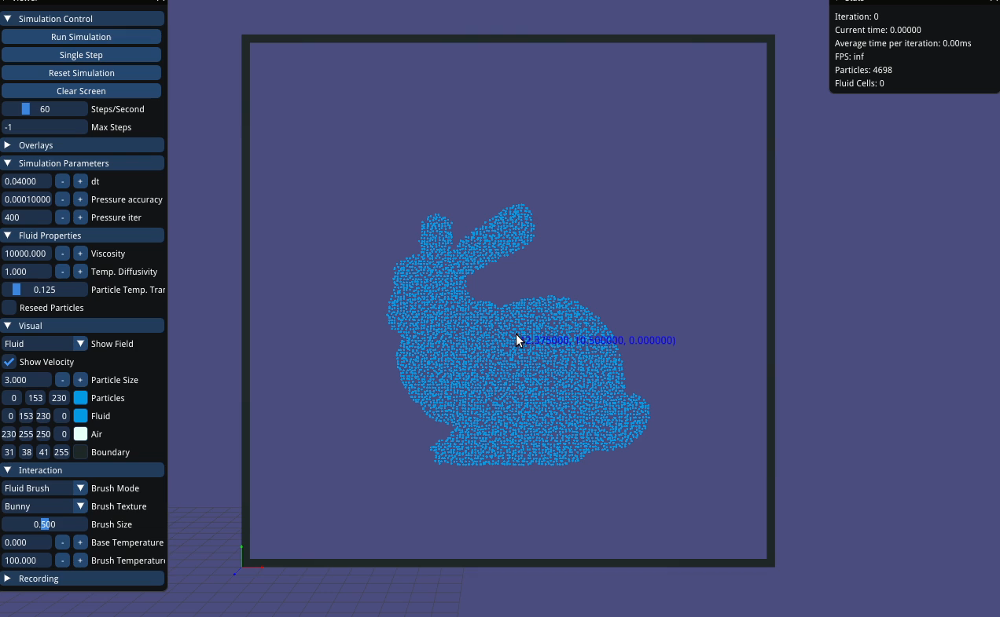 Simulation Control
Run Simulation
Single Step
Reset Simulation
Clear Screen
60 Steps/Second
-1 Max Steps
Overlays
Simulation Parameters
0.04000 - + dt
0.00010000 - + Pressure accuracy
400 - + Pressure iter
Fluid Properties
10000.000 - + Viscosity
1.000 - + Temp. Diffusivity
0.125 Particle Temp. Tran
Reseed Particles
Visual
Fluid Show Field
Show Velocity
3.000 - + Particle Size
0 153 230 Particles
0 153 230 0 Fluid
230 255 250 0 Air
31 38 41 255 Boundary
Interaction
Fluid Brush Brush Mode
Bunny Brush Texture
0.500 Brush Size
0.000 - + Base Temperature
100.000 - + Brush Temperature
Recording
2.375000, 10.500000, 0.000000)
Iteration: 0
Current time: 0.00000
Average time per iteration: 0.00ms
FPS: inf
Particles: 4698
Fluid Cells: 0